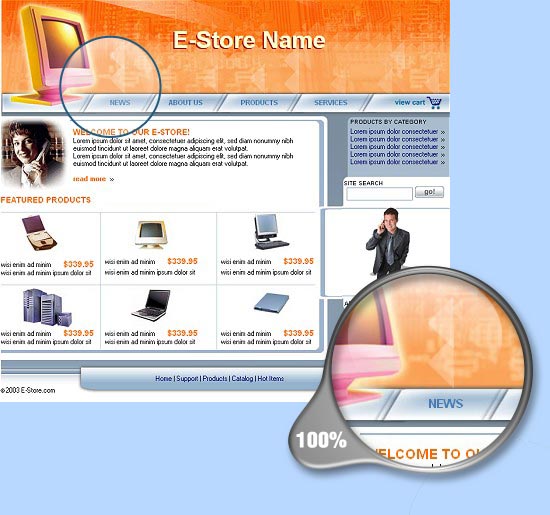 E-Store Name
NEWS
ABOUT US
PRODUCTS
SERVICES
view cart
WELCOME TO OUR E-STORE!
Lorem ipsum dolor sit amet, consectetuer adipiscing elit, sed diam nonummy nibh
euismod tincidunt ut laoreet dolore magna aliquam erat volutpat.
Lorem ipsum dolor sit amet, consectetuer adipiscing elit, sed diam nonummy nibh
euismod tincidunt ut laoreet dolore magna aliquam erat volutpat.
read more »
PRODUCTS BY CATEGORY
Lorem ipsum dolor consectetuer »
Lorem ipsum dolor consectetuer »
Lorem ipsum dolor consectetuer »
Lorem ipsum dolor consectetuer »
SITE SEARCH
go!
FEATURED PRODUCTS
wisi enim ad minim $339.95
wisi enim ad minim ipsum dolor sit
wisi enim ad minim $339.95
wisi enim ad minim ipsum dolor sit
wisi enim ad minim $339.95
wisi enim ad minim ipsum dolor sit
wisi enim ad minim $339.95
wisi enim ad minim ipsum dolor sit
wisi enim ad minim $339.95
wisi enim ad minim ipsum dolor sit
wisi enim ad minim $339.95
wisi enim ad minim ipsum dolor sit
Home | Support | Products | Catalog | Hot Items
© 2003 E-Store.com
NEWS
ELCOME TO OU
100%